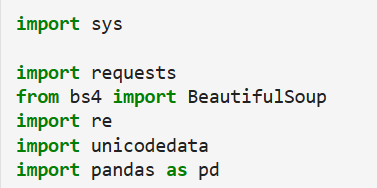 import sys
import requests
from bs4 import BeautifulSoup
import re
import unicodedata
import pandas as pd